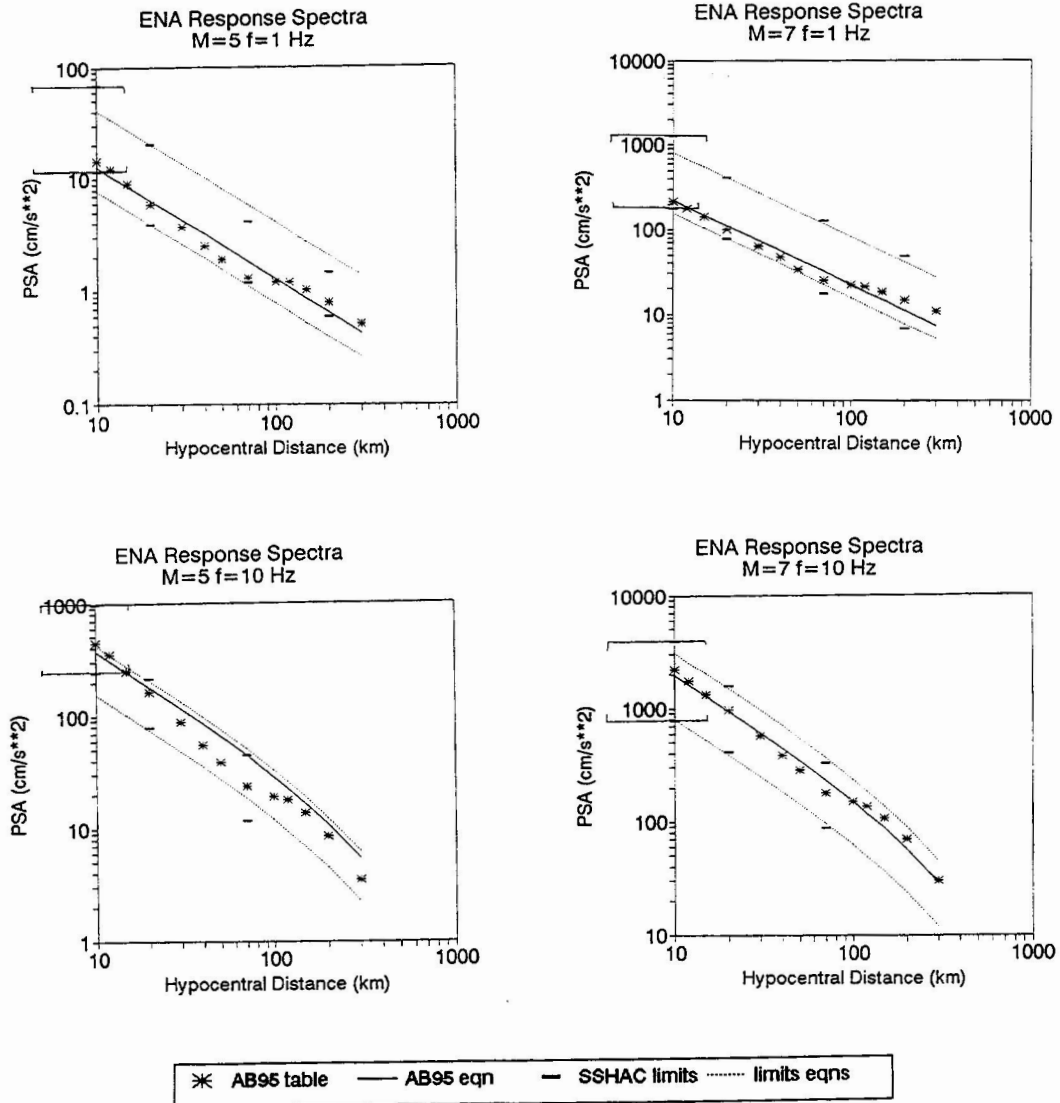 ENA Response Spectra
M=5 f=1 Hz
100
10
1
0.1
PSA (cm/s**2)
10
100
1000
Hypocentral Distance (km)
ENA Response Spectra
M=7 f=1 Hz
10000
1000
100
10
1
PSA (cm/s**2)
10
100
1000
Hypocentral Distance (km)
ENA Response Spectra
M=5 f=10 Hz
1000
100
10
1
PSA (cm/s**2)
10
100
1000
Hypocentral Distance (km)
ENA Response Spectra
M=7 f=10 Hz
10000
1000
100
10
PSA (cm/s**2)
10
100
1000
Hypocentral Distance (km)
AB95 table
AB95 eqn
SSHAC limits
limits eqns